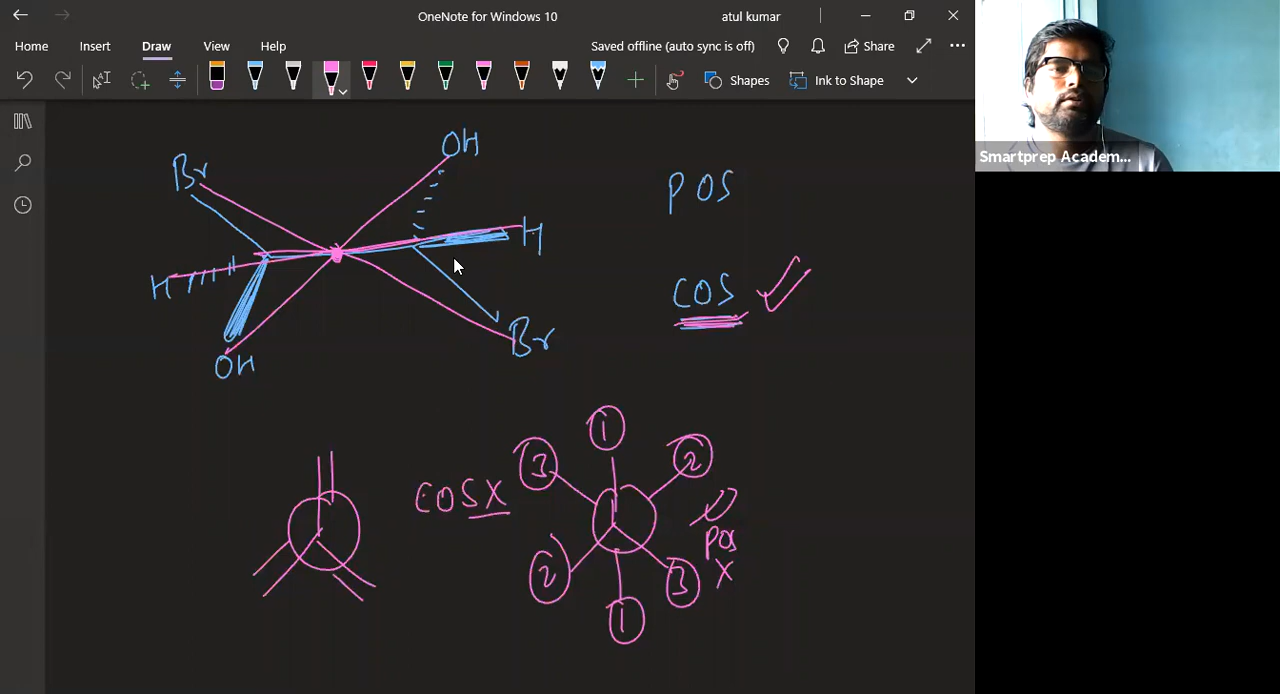 OneNote for Windows 10
atul kumar
Home Insert Draw View Help
Saved offline (auto sync is off)
Share
Shapes
Ink to Shape
Smartprep Academ...
Br
OH
POS
H
H
COS
Br
OH
1
3
2
COS X
POS
X
2
3
1